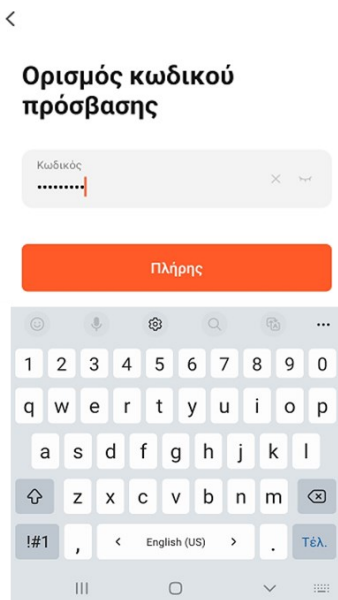 Ορισμός κωδικού
πρόσβασης
Κωδικός
•••••••••
Πλήρης
1 2 3 4 5 6 7 8 9 0
q w e r t y u i o p
a s d f g h j k l
z x c v b n m
!#1 , < English (US) > . Τέλ.